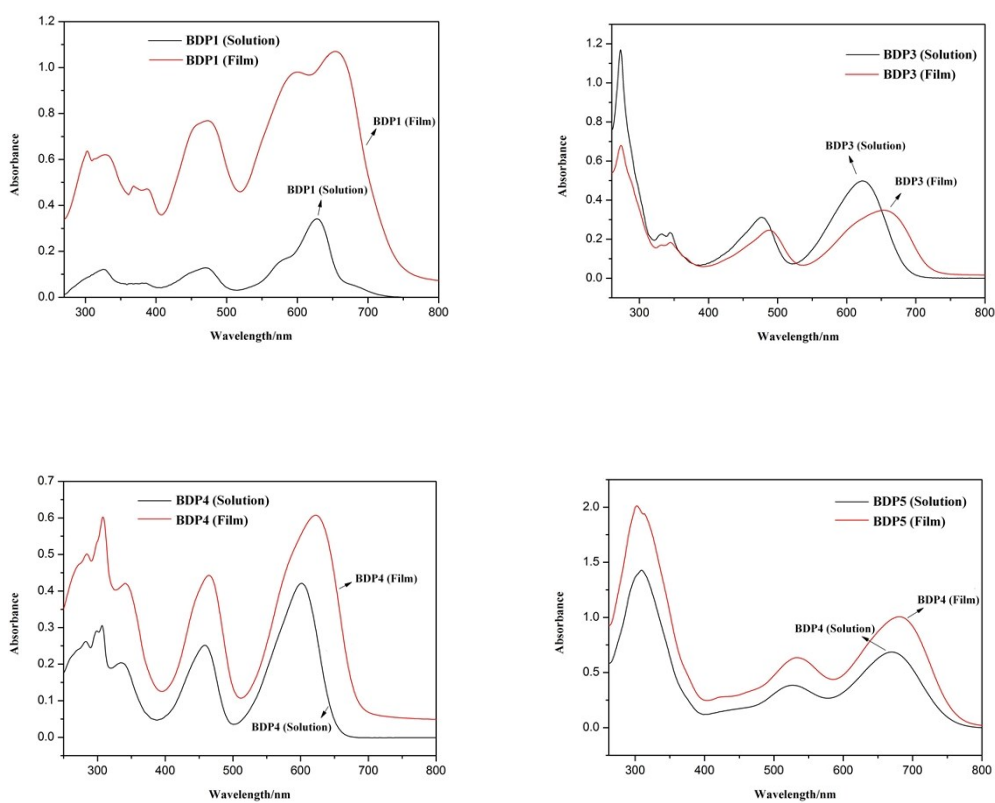 BDP1 (Solution)
BDP1 (Film)
Absorbance
1.2
1.0
0.8
0.6
0.4
0.2
0.0
BDP1 (Film)
BDP1 (Solution)
300 400 500 600 700 800
Wavelength/nm
BDP3 (Solution)
BDP3 (Film)
Absorbance
1.2
1.0
0.8
0.6
0.4
0.2
0.0
BDP3 (Solution)
BDP3 (Film)
300 400 500 600 700 800
Wavelength/nm
BDP4 (Solution)
BDP4 (Film)
Absorbance
0.7
0.6
0.5
0.4
0.3
0.2
0.1
0.0
BDP4 (Film)
BDP4 (Solution)
300 400 500 600 700 800
Wavelength/nm
BDP5 (Solution)
BDP5 (Film)
Absorbance
2.0
1.5
1.0
0.5
0.0
BDP4 (Film)
BDP4 (Solution)
300 400 500 600 700 800
Wavelength/nm